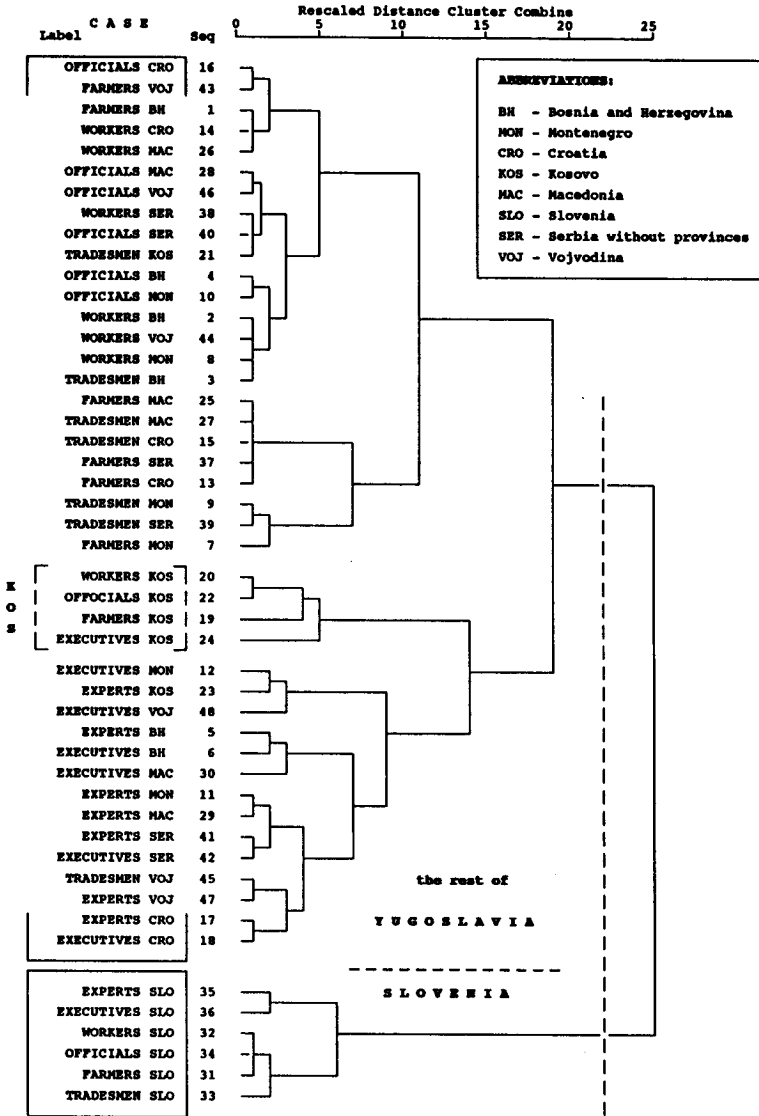 Rescaled Distance Cluster Combine
C A S E
0 5 10 15 20 25
Label Seq
OFFICIALS CRO 16
FARMERS VOJ 43
FARMERS BH 1
WORKERS CRO 14
WORKERS MAC 26
OFFICIALS MAC 28
OFFICIALS VOJ 46
WORKERS SER 38
OFFICIALS SER 40
TRADESMEN KOS 21
OFFICIALS BH 4
OFFICIALS MON 10
WORKERS BH 2
WORKERS VOJ 44
WORKERS MON 8
TRADESMEN BH 3
FARMERS MAC 25
TRADESMEN MAC 27
TRADESMEN CRO 15
FARMERS SER 37
FARMERS CRO 13
TRADESMEN MON 9
TRADESMEN SER 39
FARMERS MON 7
K O S
WORKERS KOS 20
OFFOCIALS KOS 22
FARMERS KOS 19
EXECUTIVES KOS 24
EXECUTIVES MON 12
EXPERTS KOS 23
EXECUTIVES VOJ 48
EXPERTS BH 5
EXECUTIVES BH 6
EXECUTIVES MAC 30
EXPERTS MON 11
EXPERTS MAC 29
EXPERTS SER 41
EXECUTIVES SER 42
TRADESMEN VOJ 45
EXPERTS VOJ 47
EXPERTS CRO 17
EXECUTIVES CRO 18
EXPERTS SLO 35
EXECUTIVES SLO 36
WORKERS SLO 32
OFFICIALS SLO 34
FARMERS SLO 31
TRADESMEN SLO 33
ABBREVIATIONS:
BH - Bosnia and Herzegovina
MON - Montenegro
CRO - Croatia
KOS - Kosovo
MAC - Macedonia
SLO - Slovenia
SER - Serbia without provinces
VOJ - Vojvodina
the rest of
Y U G O S L A V I A
S L O V E N I A